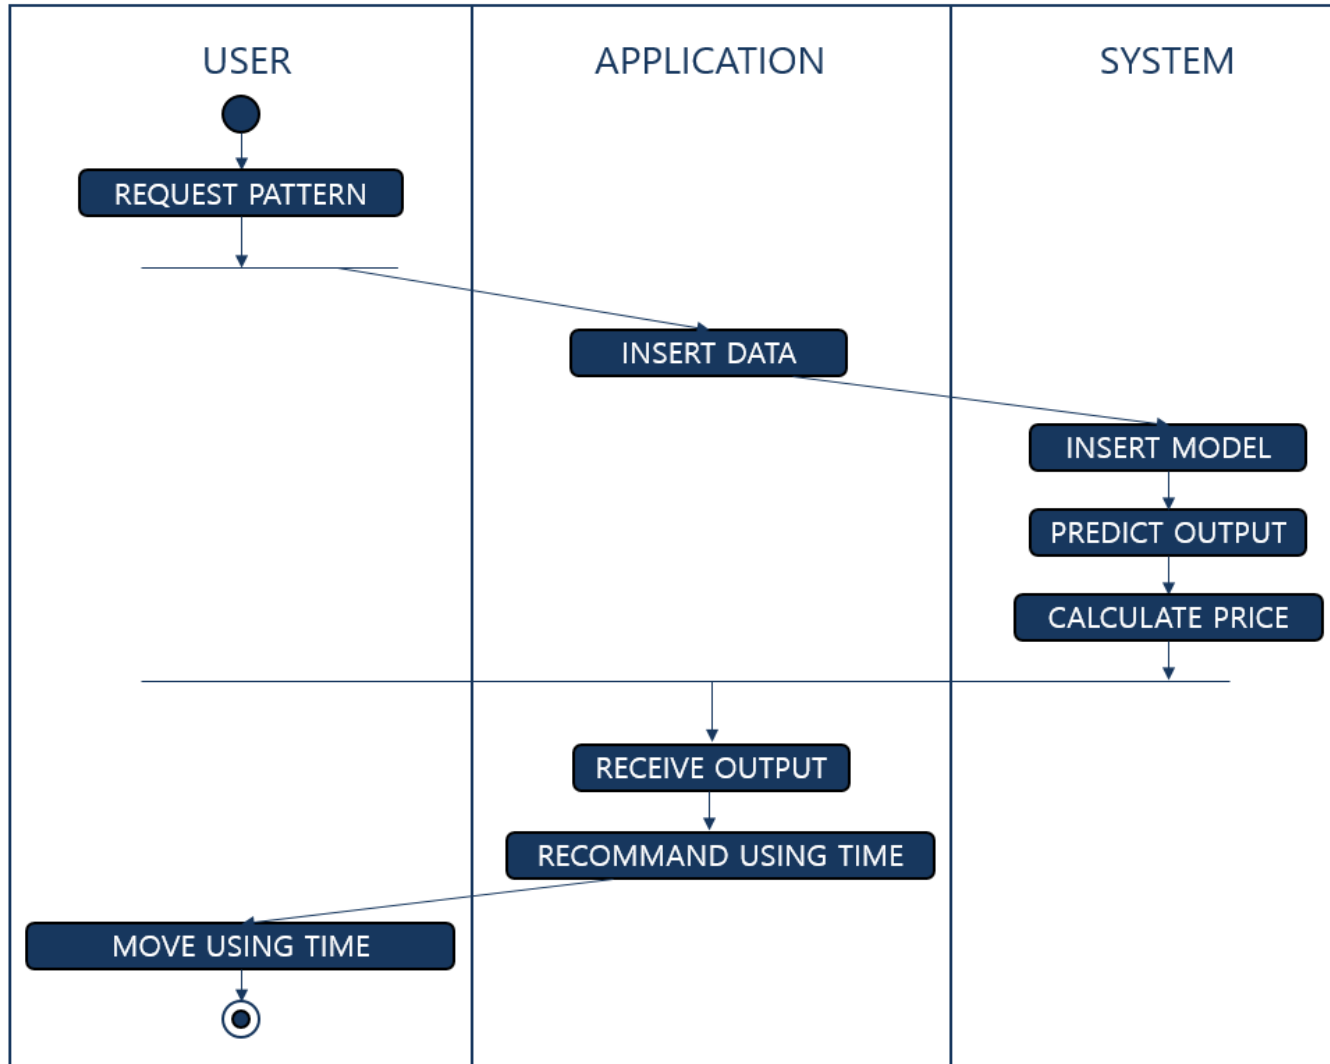 USER
APPLICATION
SYSTEM
REQUEST PATTERN
INSERT DATA
INSERT MODEL
PREDICT OUTPUT
CALCULATE PRICE
RECEIVE OUTPUT
RECOMMAND USING TIME
MOVE USING TIME